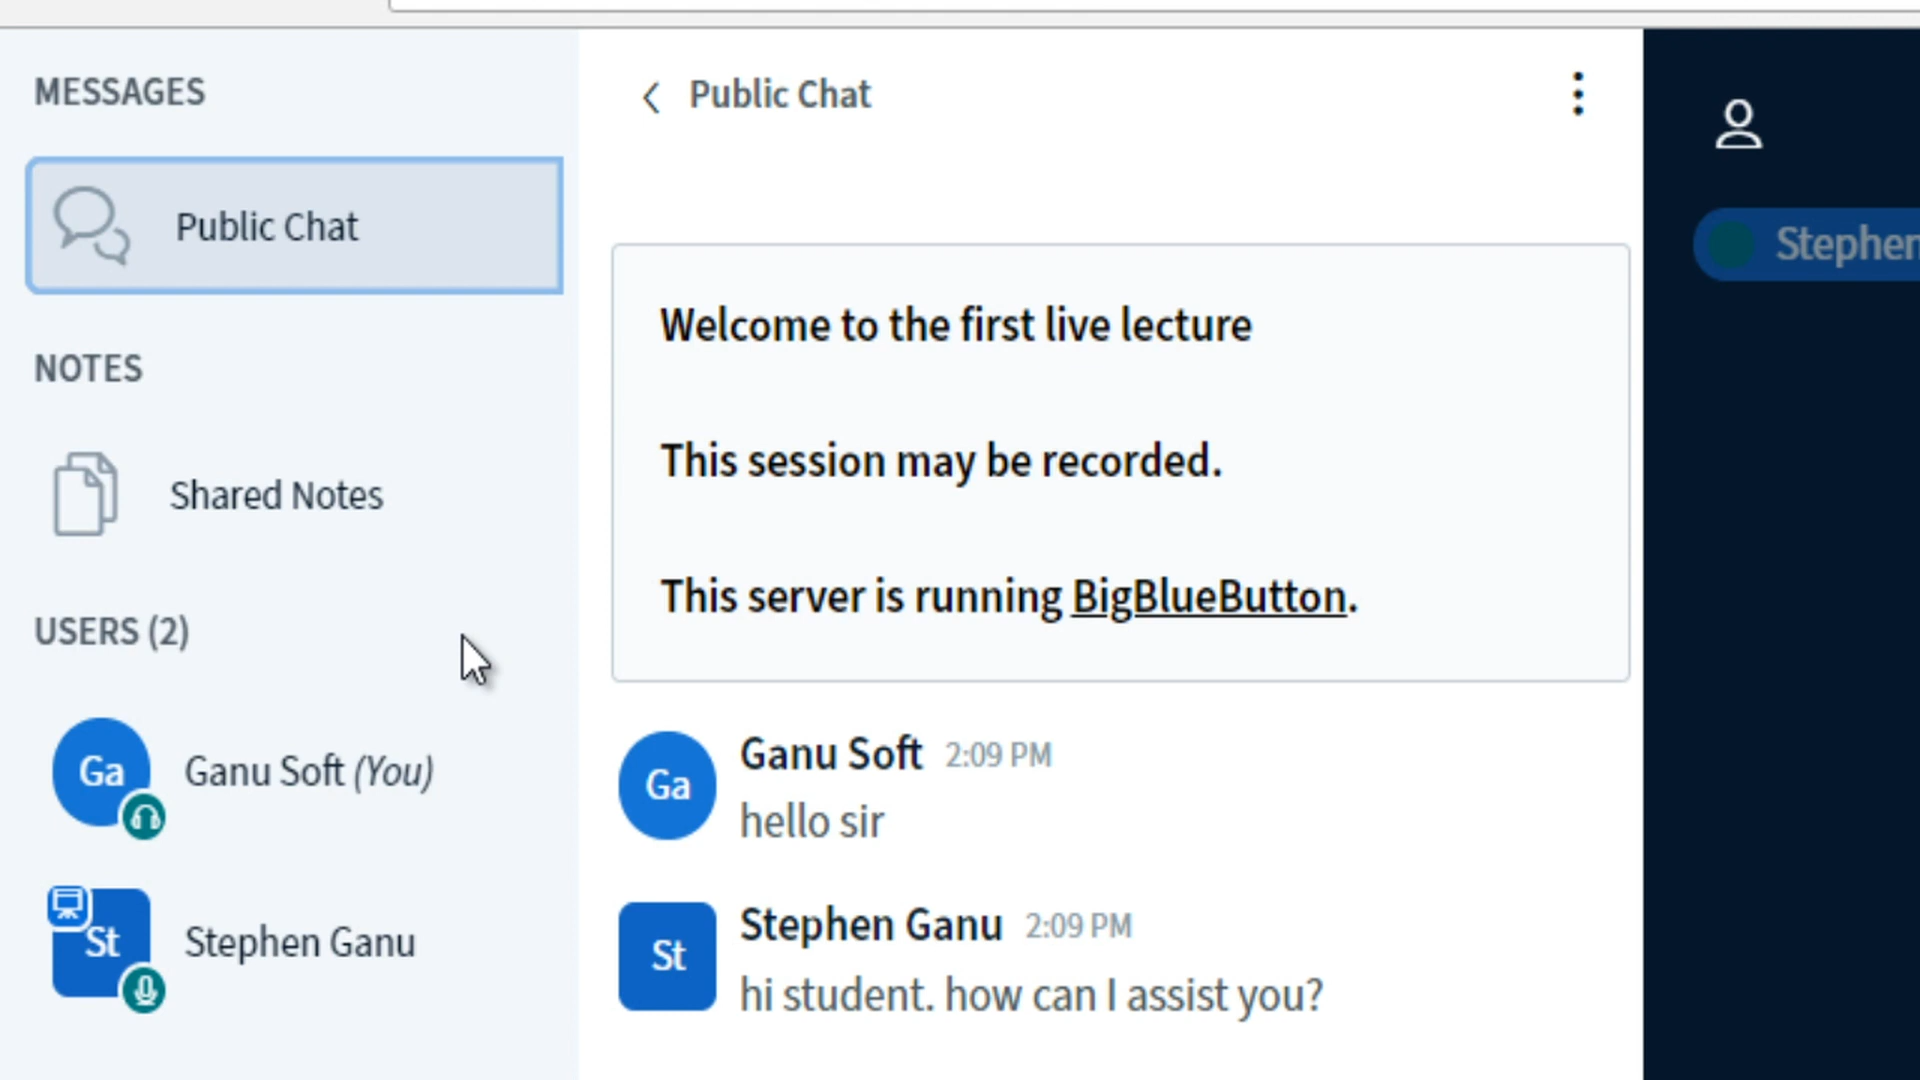 MESSAGES
Public Chat
NOTES
Shared Notes
USERS (2)
Ga
Ganu Soft (You)
St
Stephen Ganu
Public Chat
Welcome to the first live lecture
This session may be recorded.
This server is running BigBlueButton.
Ga
Ganu Soft 2:09 PM
hello sir
St
Stephen Ganu 2:09 PM
hi student. how can I assist you?
Stephen